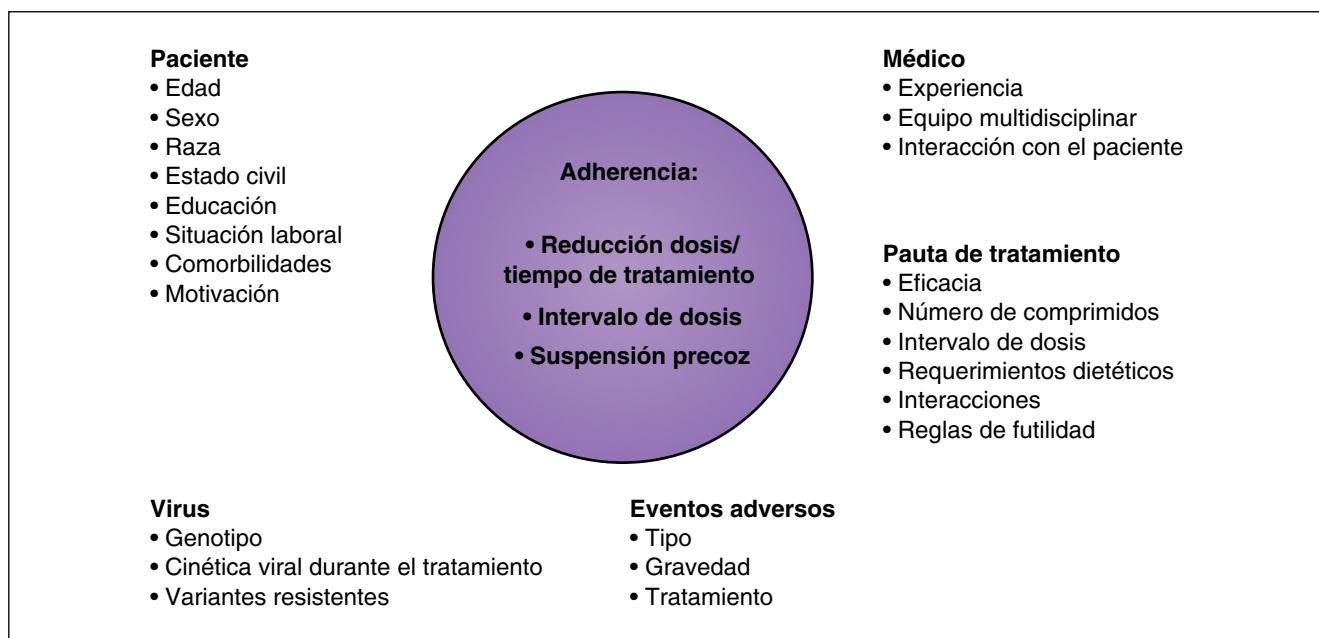 Paciente
• Edad
• Sexo
• Raza
• Estado civil
• Educación
• Situación laboral
• Comorbilidades
• Motivación
Adherencia:
• Reducción dosis/
tiempo de tratamiento
• Intervalo de dosis
• Suspensión precoz
Médico
• Experiencia
• Equipo multidisciplinar
• Interacción con el paciente
Pauta de tratamiento
• Eficacia
• Número de comprimidos
• Intervalo de dosis
• Requerimientos dietéticos
• Interacciones
• Reglas de futilidad
Virus
• Genotipo
• Cinética viral durante el tratamiento
• Variantes resistentes
Eventos adversos
• Tipo
• Gravedad
• Tratamiento